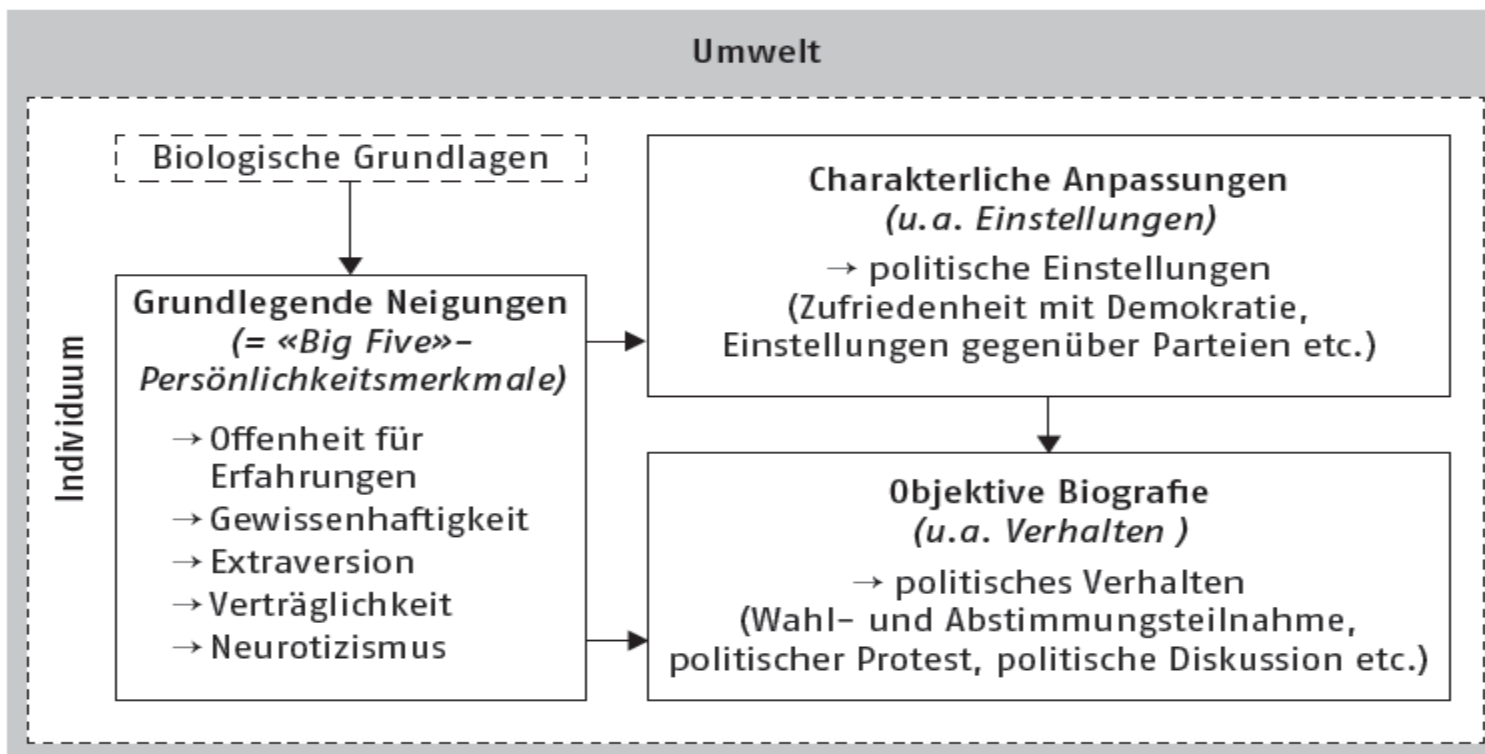 Umwelt
Individuum
Biologische Grundlagen
Grundlegende Neigungen
(= «Big Five»–
Persönlichkeitsmerkmale)
→ Offenheit für
Erfahrungen
→ Gewissenhaftigkeit
→ Extraversion
→ Verträglichkeit
→ Neurotizismus
Charakterliche Anpassungen
(u.a. Einstellungen)
→ politische Einstellungen
(Zufriedenheit mit Demokratie,
Einstellungen gegenüber Parteien etc.)
Objektive Biografie
(u.a. Verhalten )
→ politisches Verhalten
(Wahl– und Abstimmungsteilnahme,
politischer Protest, politische Diskussion etc.)